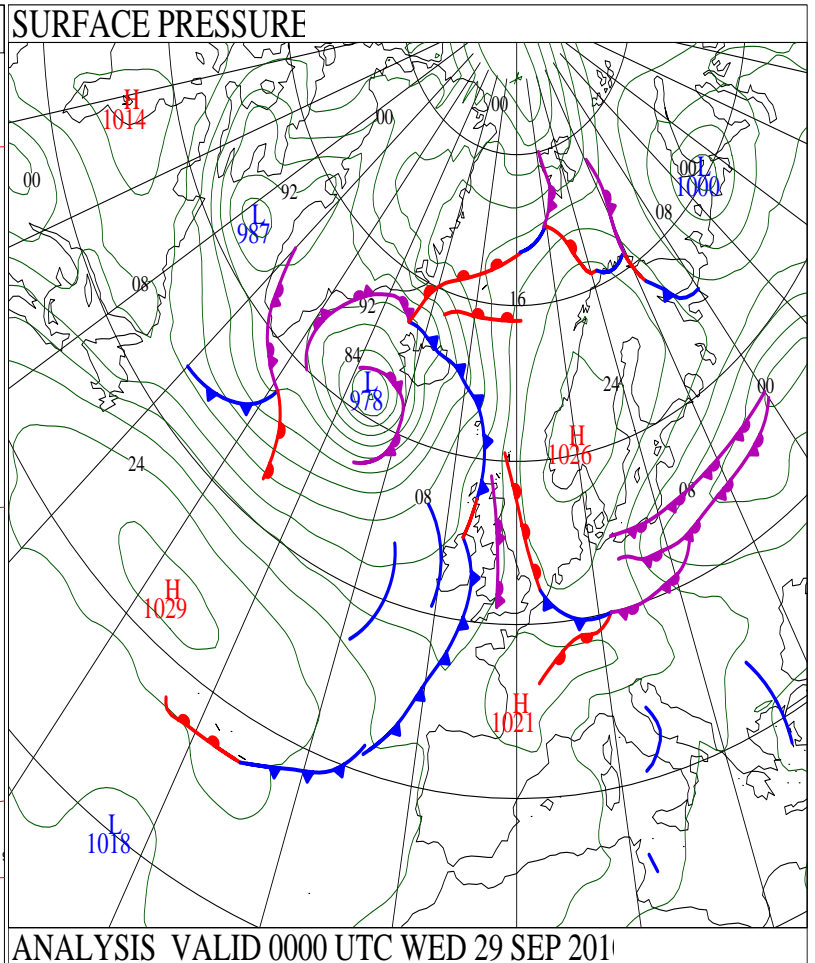 SURFACE PRESSURE
H
1014
00
00
00
L
1000
00
08
92
L
987
08
92
16
84
L
978
24
00
H
1026
24
08
08
H
1029
H
1021
L
1018
ANALYSIS VALID 0000 UTC WED 29 SEP 201